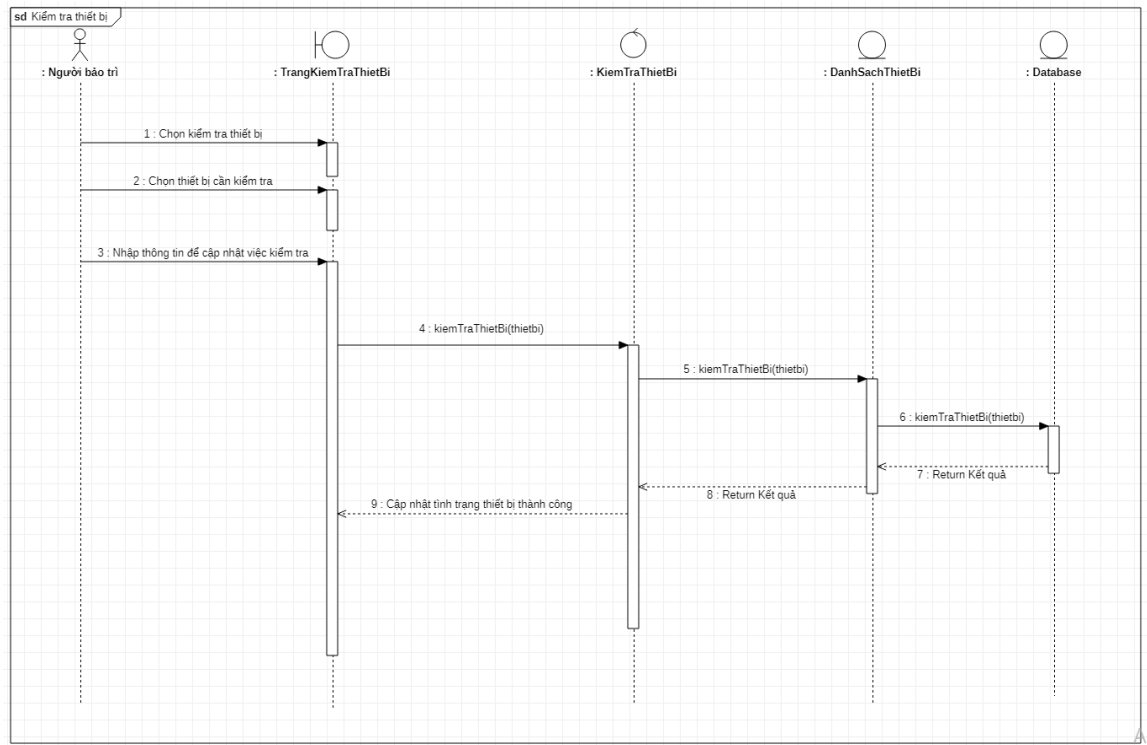 sd Kiểm tra thiết bị
: Người bảo trì
: TrangKiemTraThietBi
: KiemTraThietBi
: DanhSachThietBi
: Database
1 : Chọn kiểm tra thiết bị
2 : Chọn thiết bị cần kiểm tra
3 : Nhập thông tin để cập nhật việc kiểm tra
4 : kiemTraThietBi(thietbi)
5 : kiemTraThietBi(thietbi)
6 : kiemTraThietBi(thietbi)
7 : Return Kết quả
8 : Return Kết quả
9 : Cập nhật tình trạng thiết bị thành công